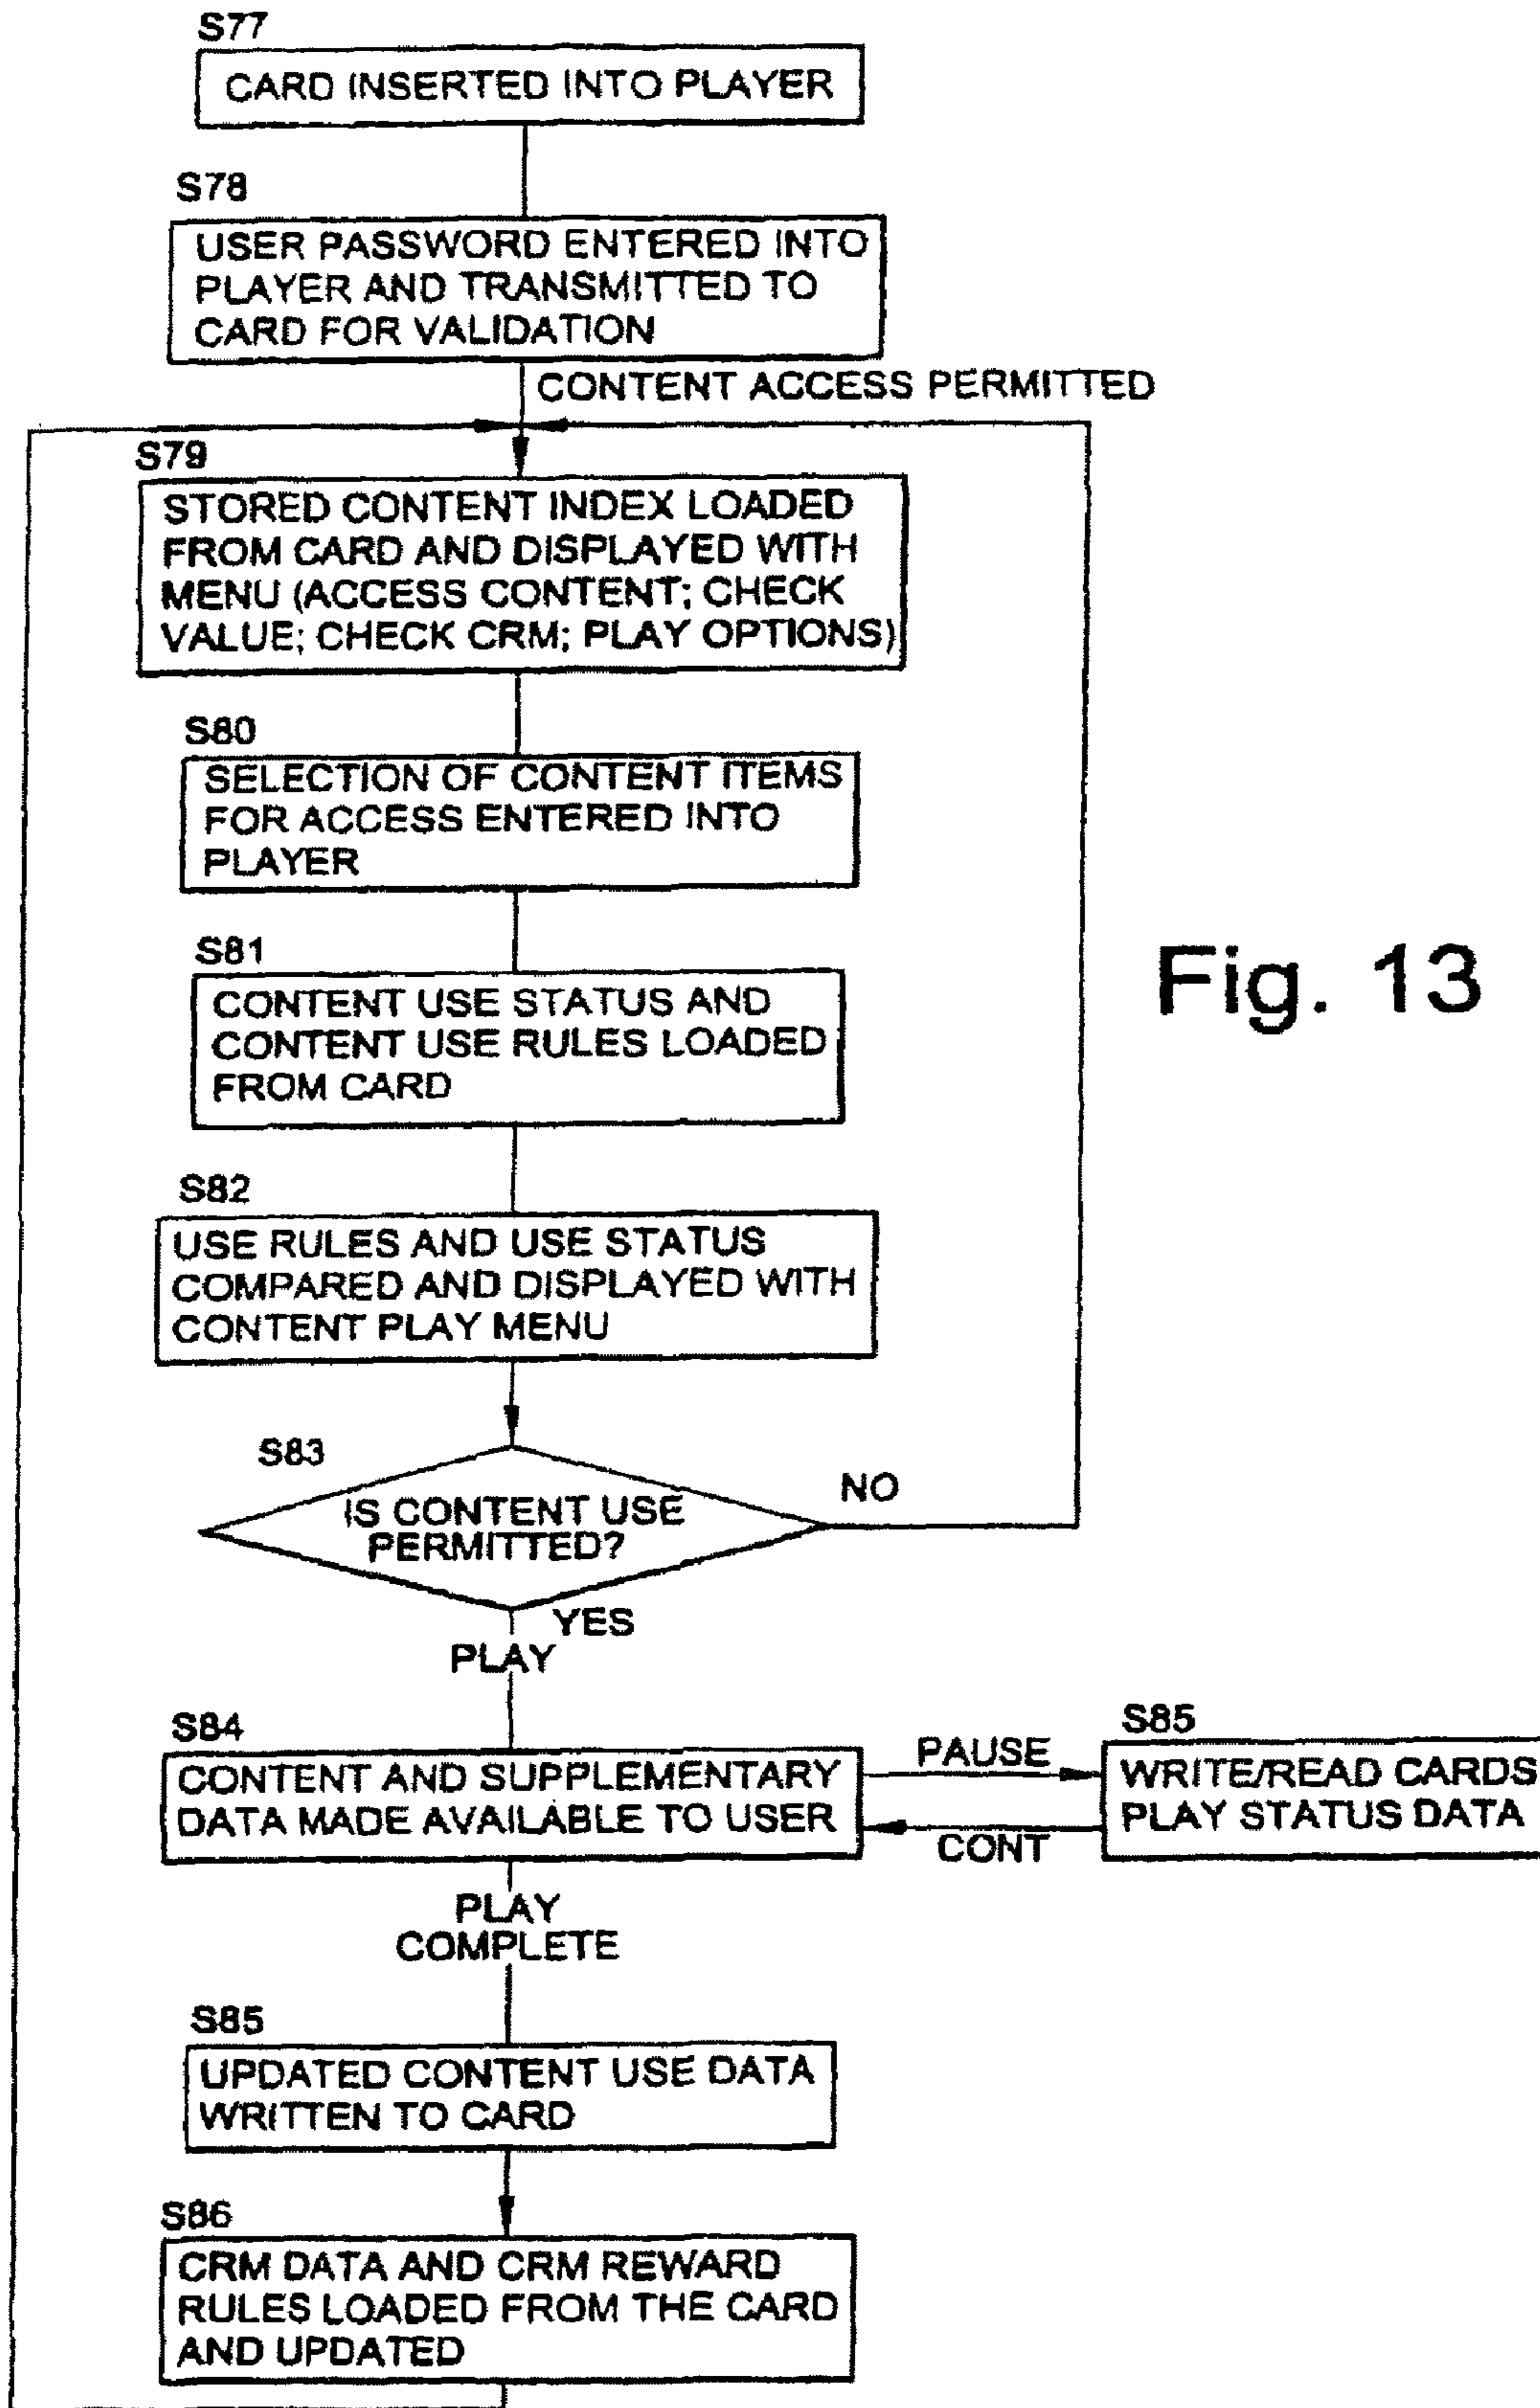 S77
CARD INSERTED INTO PLAYER
S78
USER PASSWORD ENTERED INTO
PLAYER AND TRANSMITTED TO
CARD FOR VALIDATION
CONTENT ACCESS PERMITTED
S79
STORED CONTENT INDEX LOADED
FROM CARD AND DISPLAYED WITH
MENU (ACCESS CONTENT; CHECK
VALUE; CHECK CRM; PLAY OPTIONS)
S80
SELECTION OF CONTENT ITEMS
FOR ACCESS ENTERED INTO
PLAYER
S81
CONTENT USE STATUS AND
CONTENT USE RULES LOADED
FROM CARD
Fig. 13
S82
USE RULES AND USE STATUS
COMPARED AND DISPLAYED WITH
CONTENT PLAY MENU
S83
IS CONTENT USE
PERMITTED?
NO
YES
PLAY
S84
CONTENT AND SUPPLEMENTARY
DATA MADE AVAILABLE TO USER
PAUSE
CONT
S85
WRITE/READ CARDS
PLAY STATUS DATA
PLAY
COMPLETE
S85
UPDATED CONTENT USE DATA
WRITTEN TO CARD
S86
CRM DATA AND CRM REWARD
RULES LOADED FROM THE CARD
AND UPDATED